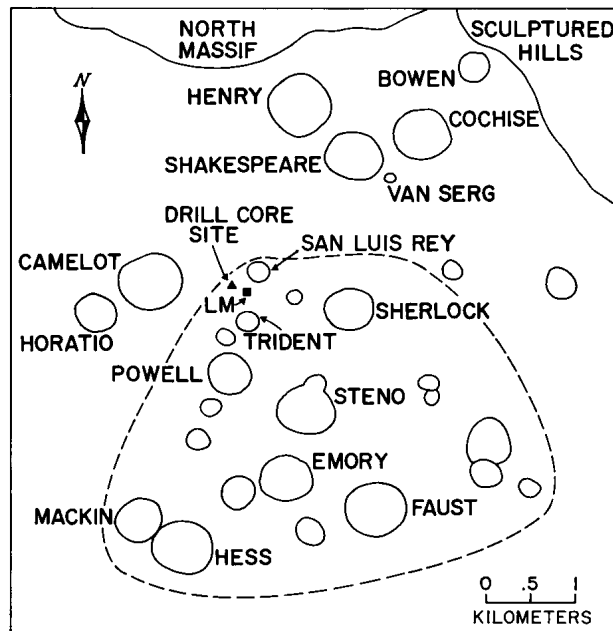 NORTH
MASSIF
SCULPTURED
HILLS
N
BOWEN
HENRY
COCHISE
SHAKESPEARE
VAN SERG
DRILL CORE
SITE
SAN LUIS REY
CAMELOT
LM
SHERLOCK
HORATIO
TRIDENT
POWELL
STENO
EMORY
MACKIN
FAUST
HESS
0 .5 1
KILOMETERS